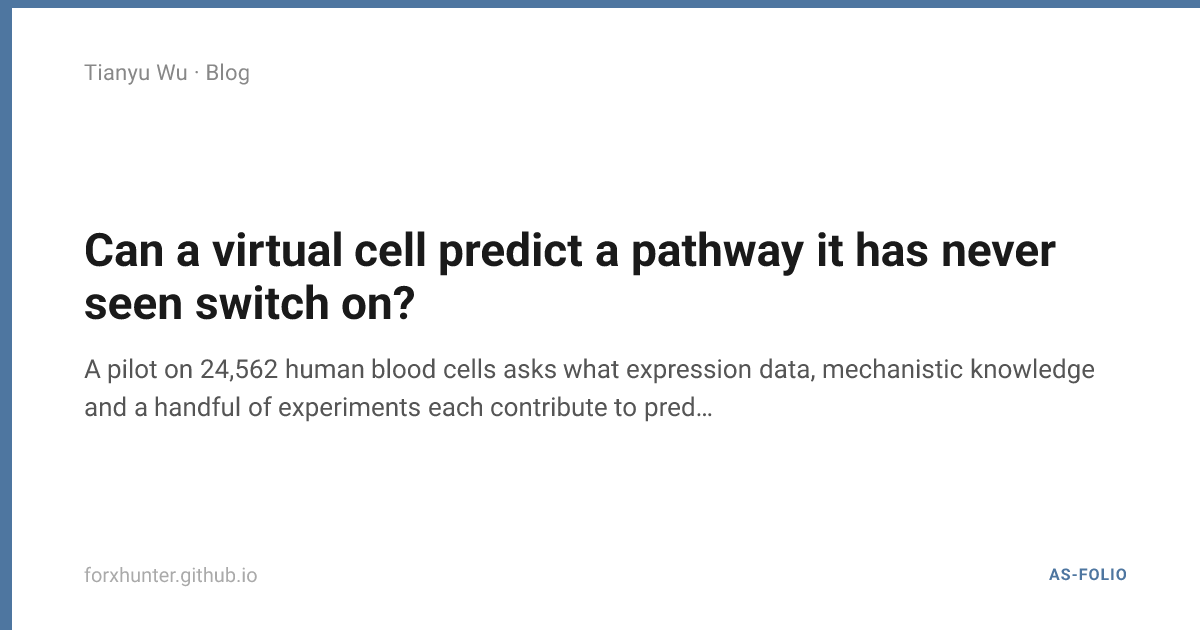 Tianyu Wu · Blog
Can a virtual cell predict a pathway it has never
seen switch on?
A pilot on 24,562 human blood cells asks what expression data, mechanistic knowledge
and a handful of experiments each contribute to pred…
forxhunter.github.io
AS-FOLIO